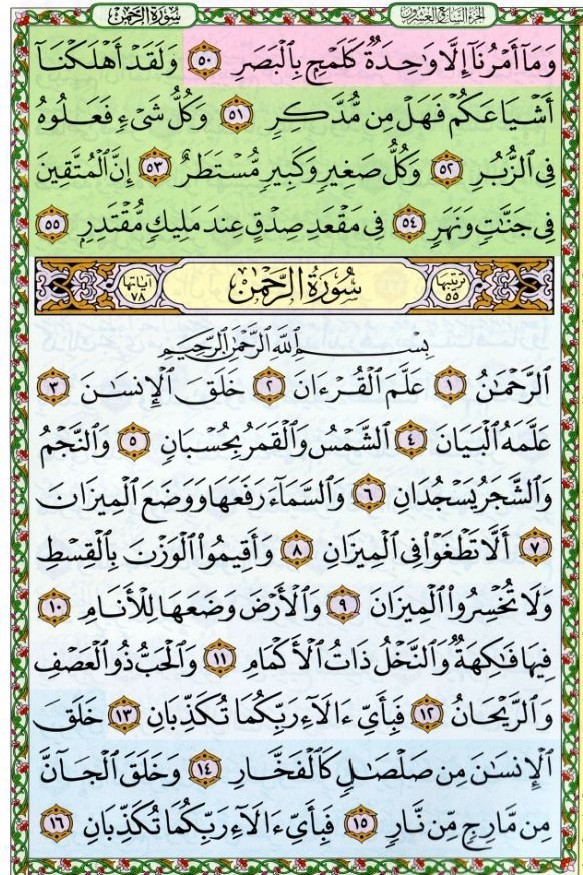 سُورَةُ الرَّحْمٰن
الجزء السابع والعشرون
وَمَآ أَمْرُنَآ إِلَّا وَٰحِدَةٌ كَلَمْحٍۭ بِٱلْبَصَرِ ٥٠ وَلَقَدْ أَهْلَكْنَآ
أَشْيَاعَكُمْ فَهَلْ مِن مُّدَّكِرٍ ٥١ وَكُلُّ شَىْءٍ فَعَلُوهُ
فِى ٱلزُّبُرِ ٥٢ وَكُلُّ صَغِيرٍ وَكَبِيرٍ مُّسْتَطَرٌ ٥٣ إِنَّ ٱلْمُتَّقِينَ
فِى جَنَّٰتٍ وَنَهَرٍ ٥٤ فِى مَقْعَدِ صِدْقٍ عِندَ مَلِيكٍ مُّقْتَدِرٍۭ ٥٥
ترتيبها ٥٥ سُورَةُ الرَّحْمٰن آياتها ٧٨
بِسْمِ ٱللَّهِ ٱلرَّحْمَٰنِ ٱلرَّحِيمِ
ٱلرَّحْمَٰنُ ١ عَلَّمَ ٱلْقُرْءَانَ ٢ خَلَقَ ٱلْإِنسَٰنَ ٣
عَلَّمَهُ ٱلْبَيَانَ ٤ ٱلشَّمْسُ وَٱلْقَمَرُ بِحُسْبَانٍ ٥ وَٱلنَّجْمُ
وَٱلشَّجَرُ يَسْجُدَانِ ٦ وَٱلسَّمَآءَ رَفَعَهَا وَوَضَعَ ٱلْمِيزَانَ
٧ أَلَّا تَطْغَوْا۟ فِى ٱلْمِيزَانِ ٨ وَأَقِيمُوا۟ ٱلْوَزْنَ بِٱلْقِسْطِ
وَلَا تُخْسِرُوا۟ ٱلْمِيزَانَ ٩ وَٱلْأَرْضَ وَضَعَهَا لِلْأَنَامِ ١٠
فِيهَا فَٰكِهَةٌ وَٱلنَّخْلُ ذَاتُ ٱلْأَكْمَامِ ١١ وَٱلْحَبُّ ذُو ٱلْعَصْفِ
وَٱلرَّيْحَانُ ١٢ فَبِأَىِّ ءَالَآءِ رَبِّكُمَا تُكَذِّبَانِ ١٣ خَلَقَ
ٱلْإِنسَٰنَ مِن صَلْصَٰلٍ كَٱلْفَخَّارِ ١٤ وَخَلَقَ ٱلْجَآنَّ
مِن مَّارِجٍ مِّن نَّارٍ ١٥ فَبِأَىِّ ءَالَآءِ رَبِّكُمَا تُكَذِّبَانِ ١٦